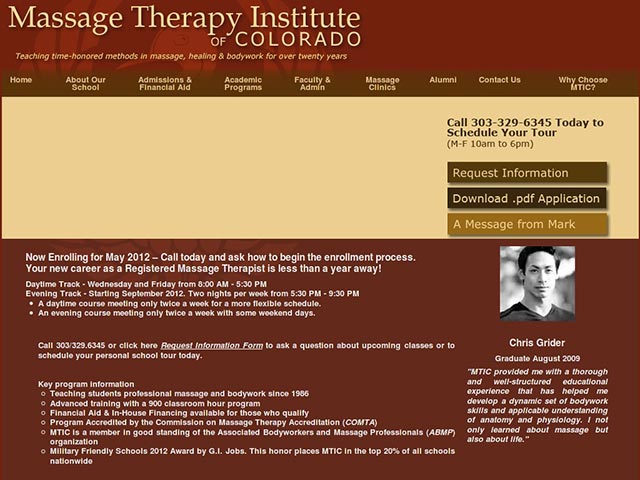 Massage Therapy Institute
OF COLORADO
Teaching time-honored methods in massage, healing & bodywork for over twenty years
Home
About Our
School
Admissions &
Financial Aid
Academic
Programs
Faculty &
Admin
Massage
Clinics
Alumni
Contact Us
Why Choose
MTIC?
Call 303-329-6345 Today to
Schedule Your Tour
(M-F 10am to 6pm)
Request Information
Download .pdf Application
A Message from Mark
Now Enrolling for May 2012 – Call today and ask how to begin the enrollment process.
Your new career as a Registered Massage Therapist is less than a year away!
Daytime Track - Wednesday and Friday from 8:00 AM - 5:30 PM
Evening Track - Starting September 2012. Two nights per week from 5:30 PM - 9:30 PM
• A daytime course meeting only twice a week for a more flexible schedule.
• An evening course meeting only twice a week with some weekend days.
Call 303/329.6345 or click here Request Information Form to ask a question about upcoming classes or to
schedule your personal school tour today.
Key program information
Teaching students professional massage and bodywork since 1986
Advanced training with a 900 classroom hour program
Financial Aid & In-House Financing available for those who qualify
Program Accredited by the Commission on Massage Therapy Accreditation (COMTA)
MTIC is a member in good standing of the Associated Bodyworkers and Massage Professionals (ABMP)
organization
Military Friendly Schools 2012 Award by G.I. Jobs. This honor places MTIC in the top 20% of all schools
nationwide
Chris Grider
Graduate August 2009
"MTIC provided me with a thorough
and well-structured educational
experience that has helped me
develop a dynamic set of bodywork
skills and applicable understanding
of anatomy and physiology. I not
only learned about massage but
also about life."